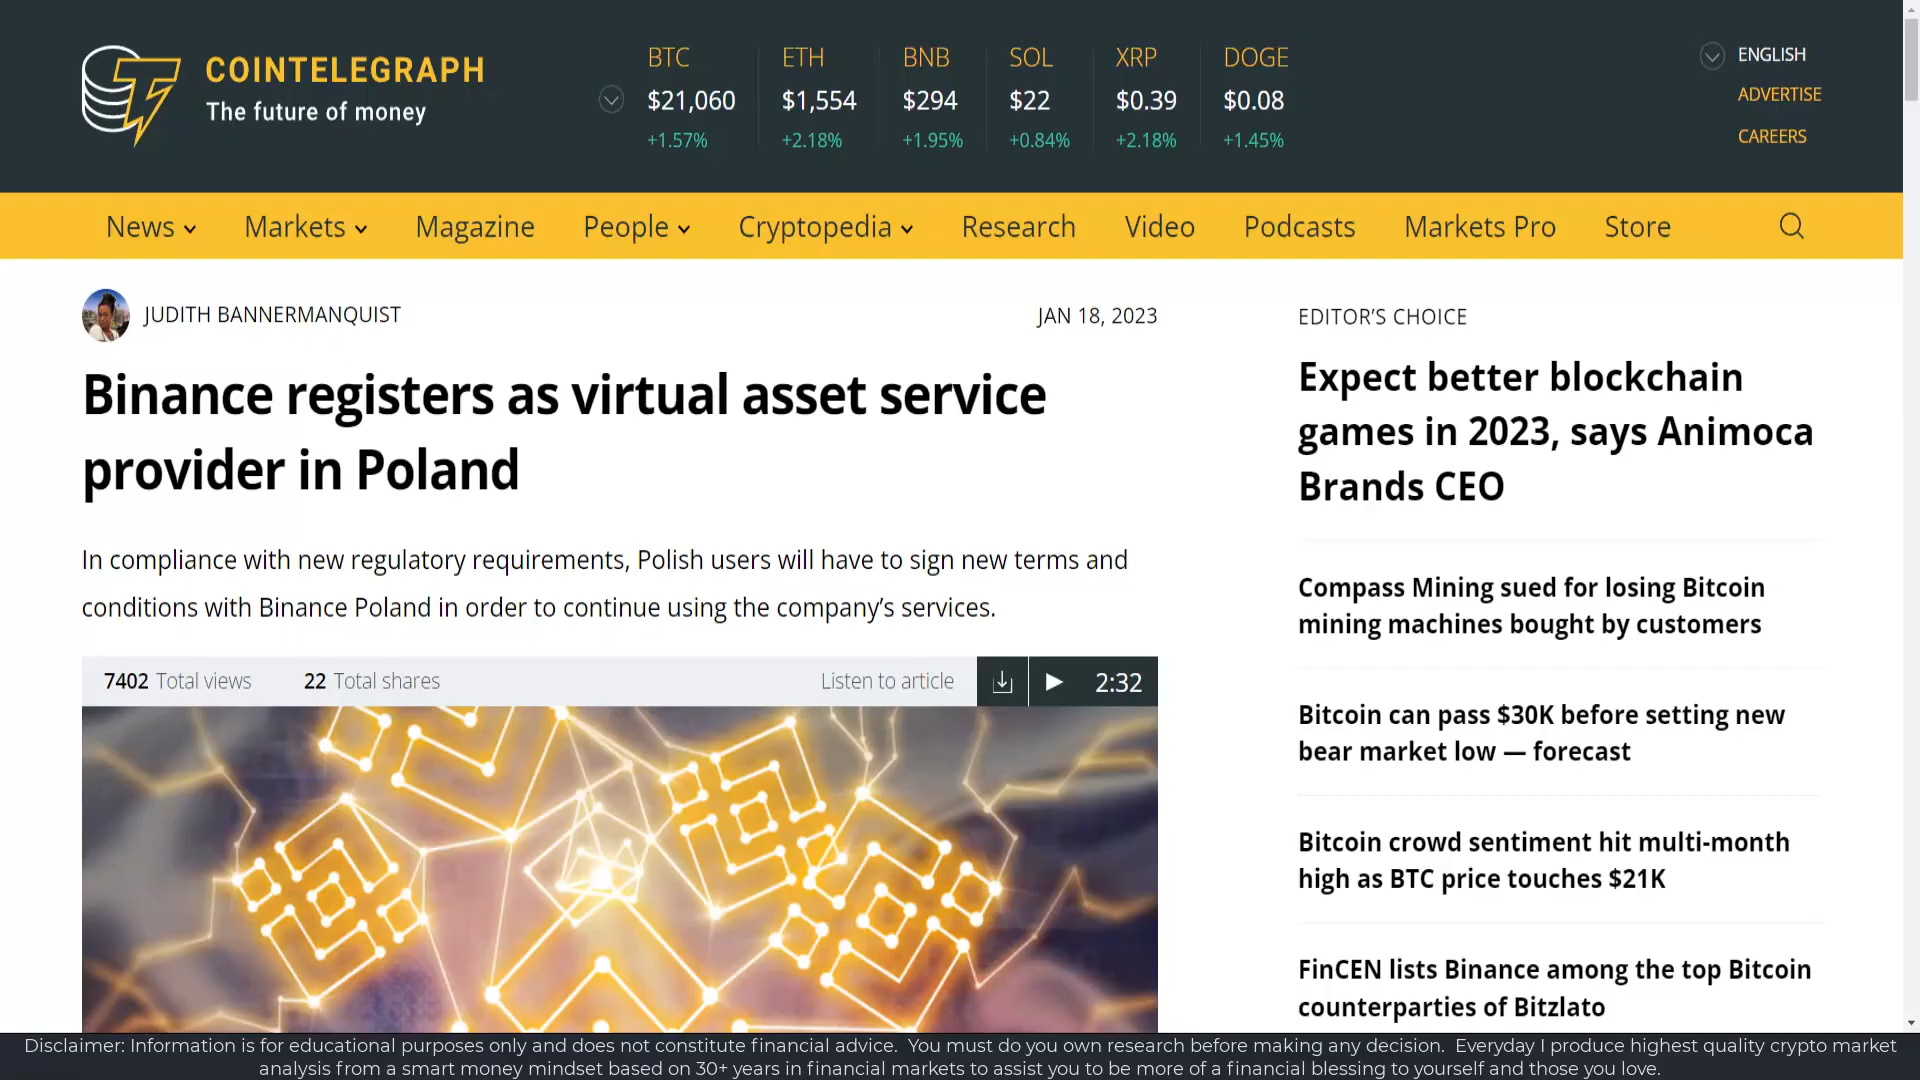 COINTELEGRAPH
The future of money
BTC
$21,060
+1.57%
ETH
$1,554
+2.18%
BNB
$294
+1.95%
SOL
$22
+0.84%
XRP
$0.39
+2.18%
DOGE
$0.08
+1.45%
ENGLISH
ADVERTISE
CAREERS
News Markets Magazine People Cryptopedia Research Video Podcasts Markets Pro Store
JUDITH BANNERMANQUIST
JAN 18, 2023
Binance registers as virtual asset service
provider in Poland
In compliance with new regulatory requirements, Polish users will have to sign new terms and
conditions with Binance Poland in order to continue using the company’s services.
7402 Total views 22 Total shares Listen to article 2:32
EDITOR’S CHOICE
Expect better blockchain
games in 2023, says Animoca
Brands CEO
Compass Mining sued for losing Bitcoin
mining machines bought by customers
Bitcoin can pass $30K before setting new
bear market low — forecast
Bitcoin crowd sentiment hit multi-month
high as BTC price touches $21K
FinCEN lists Binance among the top Bitcoin
counterparties of Bitzlato
Disclaimer: Information is for educational purposes only and does not constitute financial advice. You must do you own research before making any decision. Everyday I produce highest quality crypto market
analysis from a smart money mindset based on 30+ years in financial markets to assist you to be more of a financial blessing to yourself and those you love.